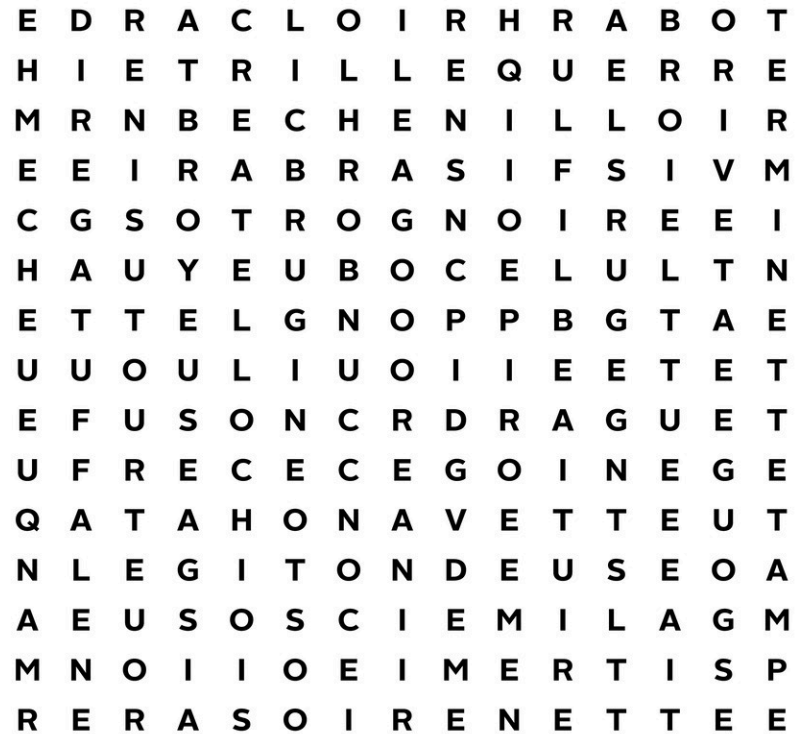 E D R A C L O I R H R A B O T
H I E T R I L L E Q U E R R E
M R N B E C H E N I L L O I R
E E I R A B R A S I F S I V M
C G S O T R O G N O I R E E I
H A U Y E U B O C E L U L T N
E T T E L G N O P P B G T A E
U U O U L I U O I I E E T E T
E F U S O N C R D R A G U E T
U F R E C E C E G O I N E G E
Q A T A H O N A V E T T E U T
N L E G I T O N D E U S E O A
A E U S O S C I E M I L A G M
M N O I I O E I M E R T I S P
R E R A S O I R E N E T T E E